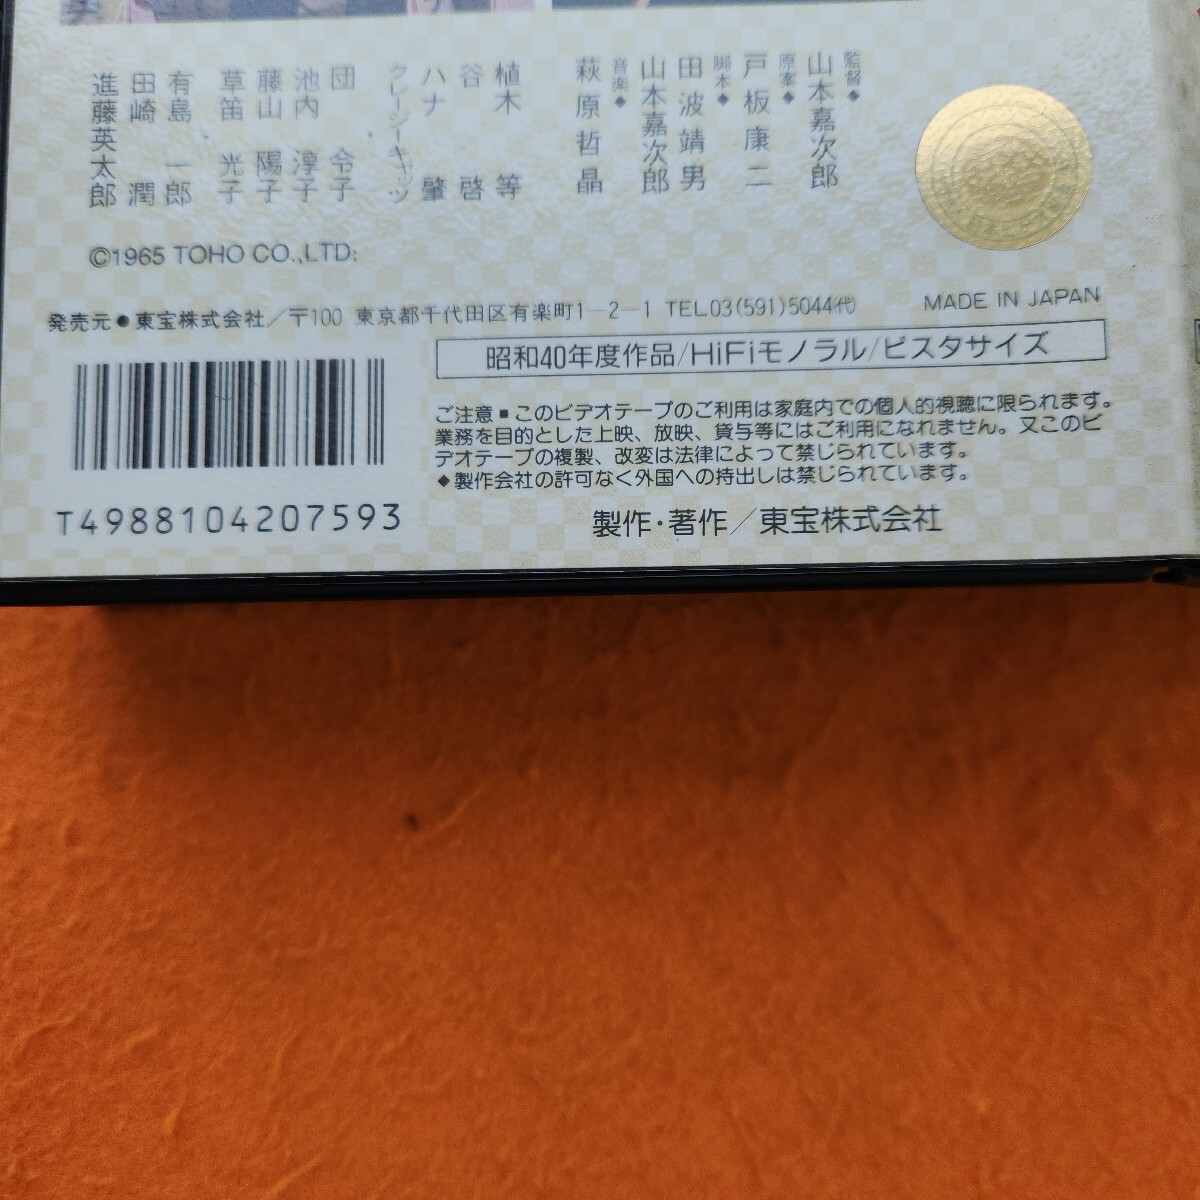 監督◆
山本嘉次郎
原案◆
戸板康二
脚本◆
田波靖男
山本嘉次郎
音楽◆
萩原哲晶
植木 等
谷 啓
ハナ 肇
クレージーキャッツ
団 令子
池内 淳子
藤山 陽子
草笛 光子
有島 一郎
田崎 潤
進藤英太郎
©1965 TOHO CO.,LTD.
発売元●東宝株式会社/〒100 東京都千代田区有楽町1-2-1 TEL03(591)5044(代)
MADE IN JAPAN
昭和40年度作品/HiFiモノラル/ビスタサイズ
ご注意■このビデオテープのご利用は家庭内での個人的視聴に限られます。
業務を目的とした上映、放映、貸与等にはご利用になれません。又このビ
デオテープの複製、改変は法律によって禁じられています。
◆製作会社の許可なく外国への持出しは禁じられています。
製作・著作/東宝株式会社
T4988104207593